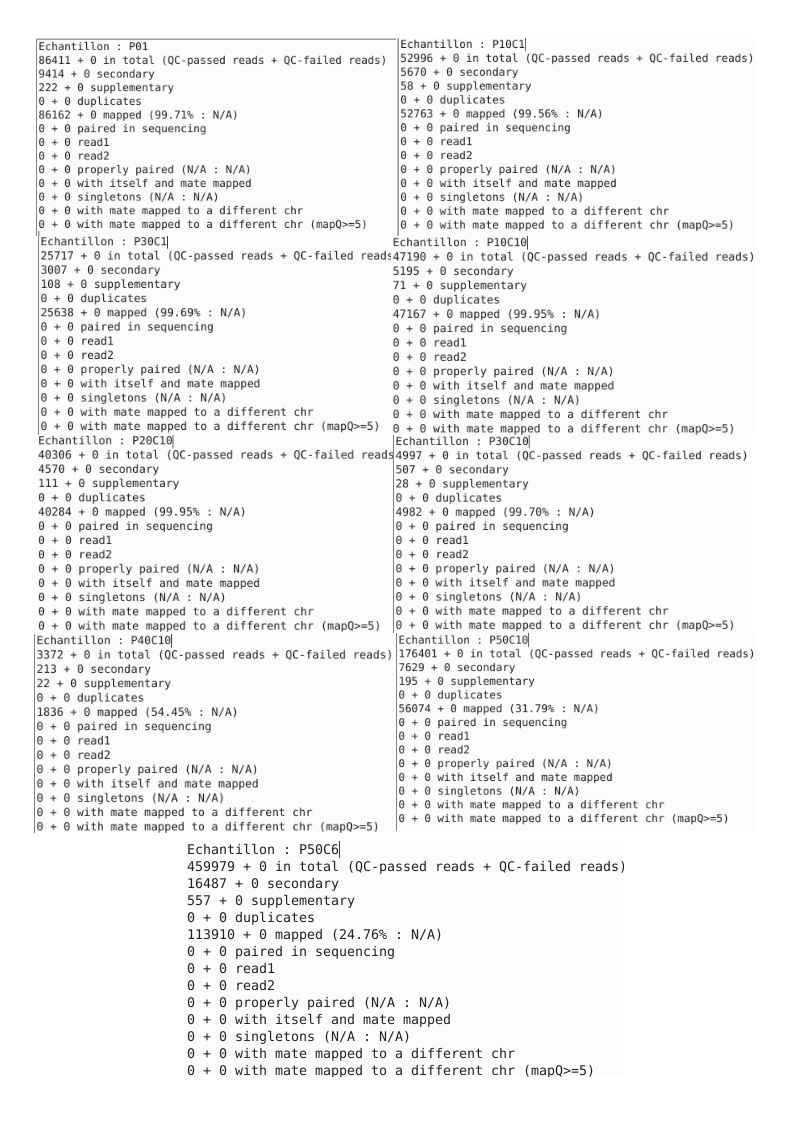 Echantillon : P01
86411 + 0 in total (QC-passed reads + QC-failed reads)
9414 + 0 secondary
222 + 0 supplementary
0 + 0 duplicates
86162 + 0 mapped (99.71% : N/A)
0 + 0 paired in sequencing
0 + 0 read1
0 + 0 read2
0 + 0 properly paired (N/A : N/A)
0 + 0 with itself and mate mapped
0 + 0 singletons (N/A : N/A)
0 + 0 with mate mapped to a different chr
0 + 0 with mate mapped to a different chr (mapQ>=5)
Echantillon : P10C1
52996 + 0 in total (QC-passed reads + QC-failed reads)
5670 + 0 secondary
58 + 0 supplementary
0 + 0 duplicates
52763 + 0 mapped (99.56% : N/A)
0 + 0 paired in sequencing
0 + 0 read1
0 + 0 read2
0 + 0 properly paired (N/A : N/A)
0 + 0 with itself and mate mapped
0 + 0 singletons (N/A : N/A)
0 + 0 with mate mapped to a different chr
0 + 0 with mate mapped to a different chr (mapQ>=5)
Echantillon : P30C1
25717 + 0 in total (QC-passed reads + QC-failed reads
3007 + 0 secondary
108 + 0 supplementary
0 + 0 duplicates
25638 + 0 mapped (99.69% : N/A)
0 + 0 paired in sequencing
0 + 0 read1
0 + 0 read2
0 + 0 properly paired (N/A : N/A)
0 + 0 with itself and mate mapped
0 + 0 singletons (N/A : N/A)
0 + 0 with mate mapped to a different chr
0 + 0 with mate mapped to a different chr (mapQ>=5)
Echantillon : P10C10
47190 + 0 in total (QC-passed reads + QC-failed reads)
5195 + 0 secondary
71 + 0 supplementary
0 + 0 duplicates
47167 + 0 mapped (99.95% : N/A)
0 + 0 paired in sequencing
0 + 0 read1
0 + 0 read2
0 + 0 properly paired (N/A : N/A)
0 + 0 with itself and mate mapped
0 + 0 singletons (N/A : N/A)
0 + 0 with mate mapped to a different chr
0 + 0 with mate mapped to a different chr (mapQ>=5)
Echantillon : P20C10
40306 + 0 in total (QC-passed reads + QC-failed reads
4570 + 0 secondary
111 + 0 supplementary
0 + 0 duplicates
40284 + 0 mapped (99.95% : N/A)
0 + 0 paired in sequencing
0 + 0 read1
0 + 0 read2
0 + 0 properly paired (N/A : N/A)
0 + 0 with itself and mate mapped
0 + 0 singletons (N/A : N/A)
0 + 0 with mate mapped to a different chr
0 + 0 with mate mapped to a different chr (mapQ>=5)
Echantillon : P30C10
4997 + 0 in total (QC-passed reads + QC-failed reads)
507 + 0 secondary
28 + 0 supplementary
0 + 0 duplicates
4982 + 0 mapped (99.70% : N/A)
0 + 0 paired in sequencing
0 + 0 read1
0 + 0 read2
0 + 0 properly paired (N/A : N/A)
0 + 0 with itself and mate mapped
0 + 0 singletons (N/A : N/A)
0 + 0 with mate mapped to a different chr
0 + 0 with mate mapped to a different chr (mapQ>=5)
Echantillon : P40C10
3372 + 0 in total (QC-passed reads + QC-failed reads)
213 + 0 secondary
22 + 0 supplementary
0 + 0 duplicates
1836 + 0 mapped (54.45% : N/A)
0 + 0 paired in sequencing
0 + 0 read1
0 + 0 read2
0 + 0 properly paired (N/A : N/A)
0 + 0 with itself and mate mapped
0 + 0 singletons (N/A : N/A)
0 + 0 with mate mapped to a different chr
0 + 0 with mate mapped to a different chr (mapQ>=5)
Echantillon : P50C10
176401 + 0 in total (QC-passed reads + QC-failed reads)
7629 + 0 secondary
195 + 0 supplementary
0 + 0 duplicates
56074 + 0 mapped (31.79% : N/A)
0 + 0 paired in sequencing
0 + 0 read1
0 + 0 read2
0 + 0 properly paired (N/A : N/A)
0 + 0 with itself and mate mapped
0 + 0 singletons (N/A : N/A)
0 + 0 with mate mapped to a different chr
0 + 0 with mate mapped to a different chr (mapQ>=5)
Echantillon : P50C6
459979 + 0 in total (QC-passed reads + QC-failed reads)
16487 + 0 secondary
557 + 0 supplementary
0 + 0 duplicates
113910 + 0 mapped (24.76% : N/A)
0 + 0 paired in sequencing
0 + 0 read1
0 + 0 read2
0 + 0 properly paired (N/A : N/A)
0 + 0 with itself and mate mapped
0 + 0 singletons (N/A : N/A)
0 + 0 with mate mapped to a different chr
0 + 0 with mate mapped to a different chr (mapQ>=5)